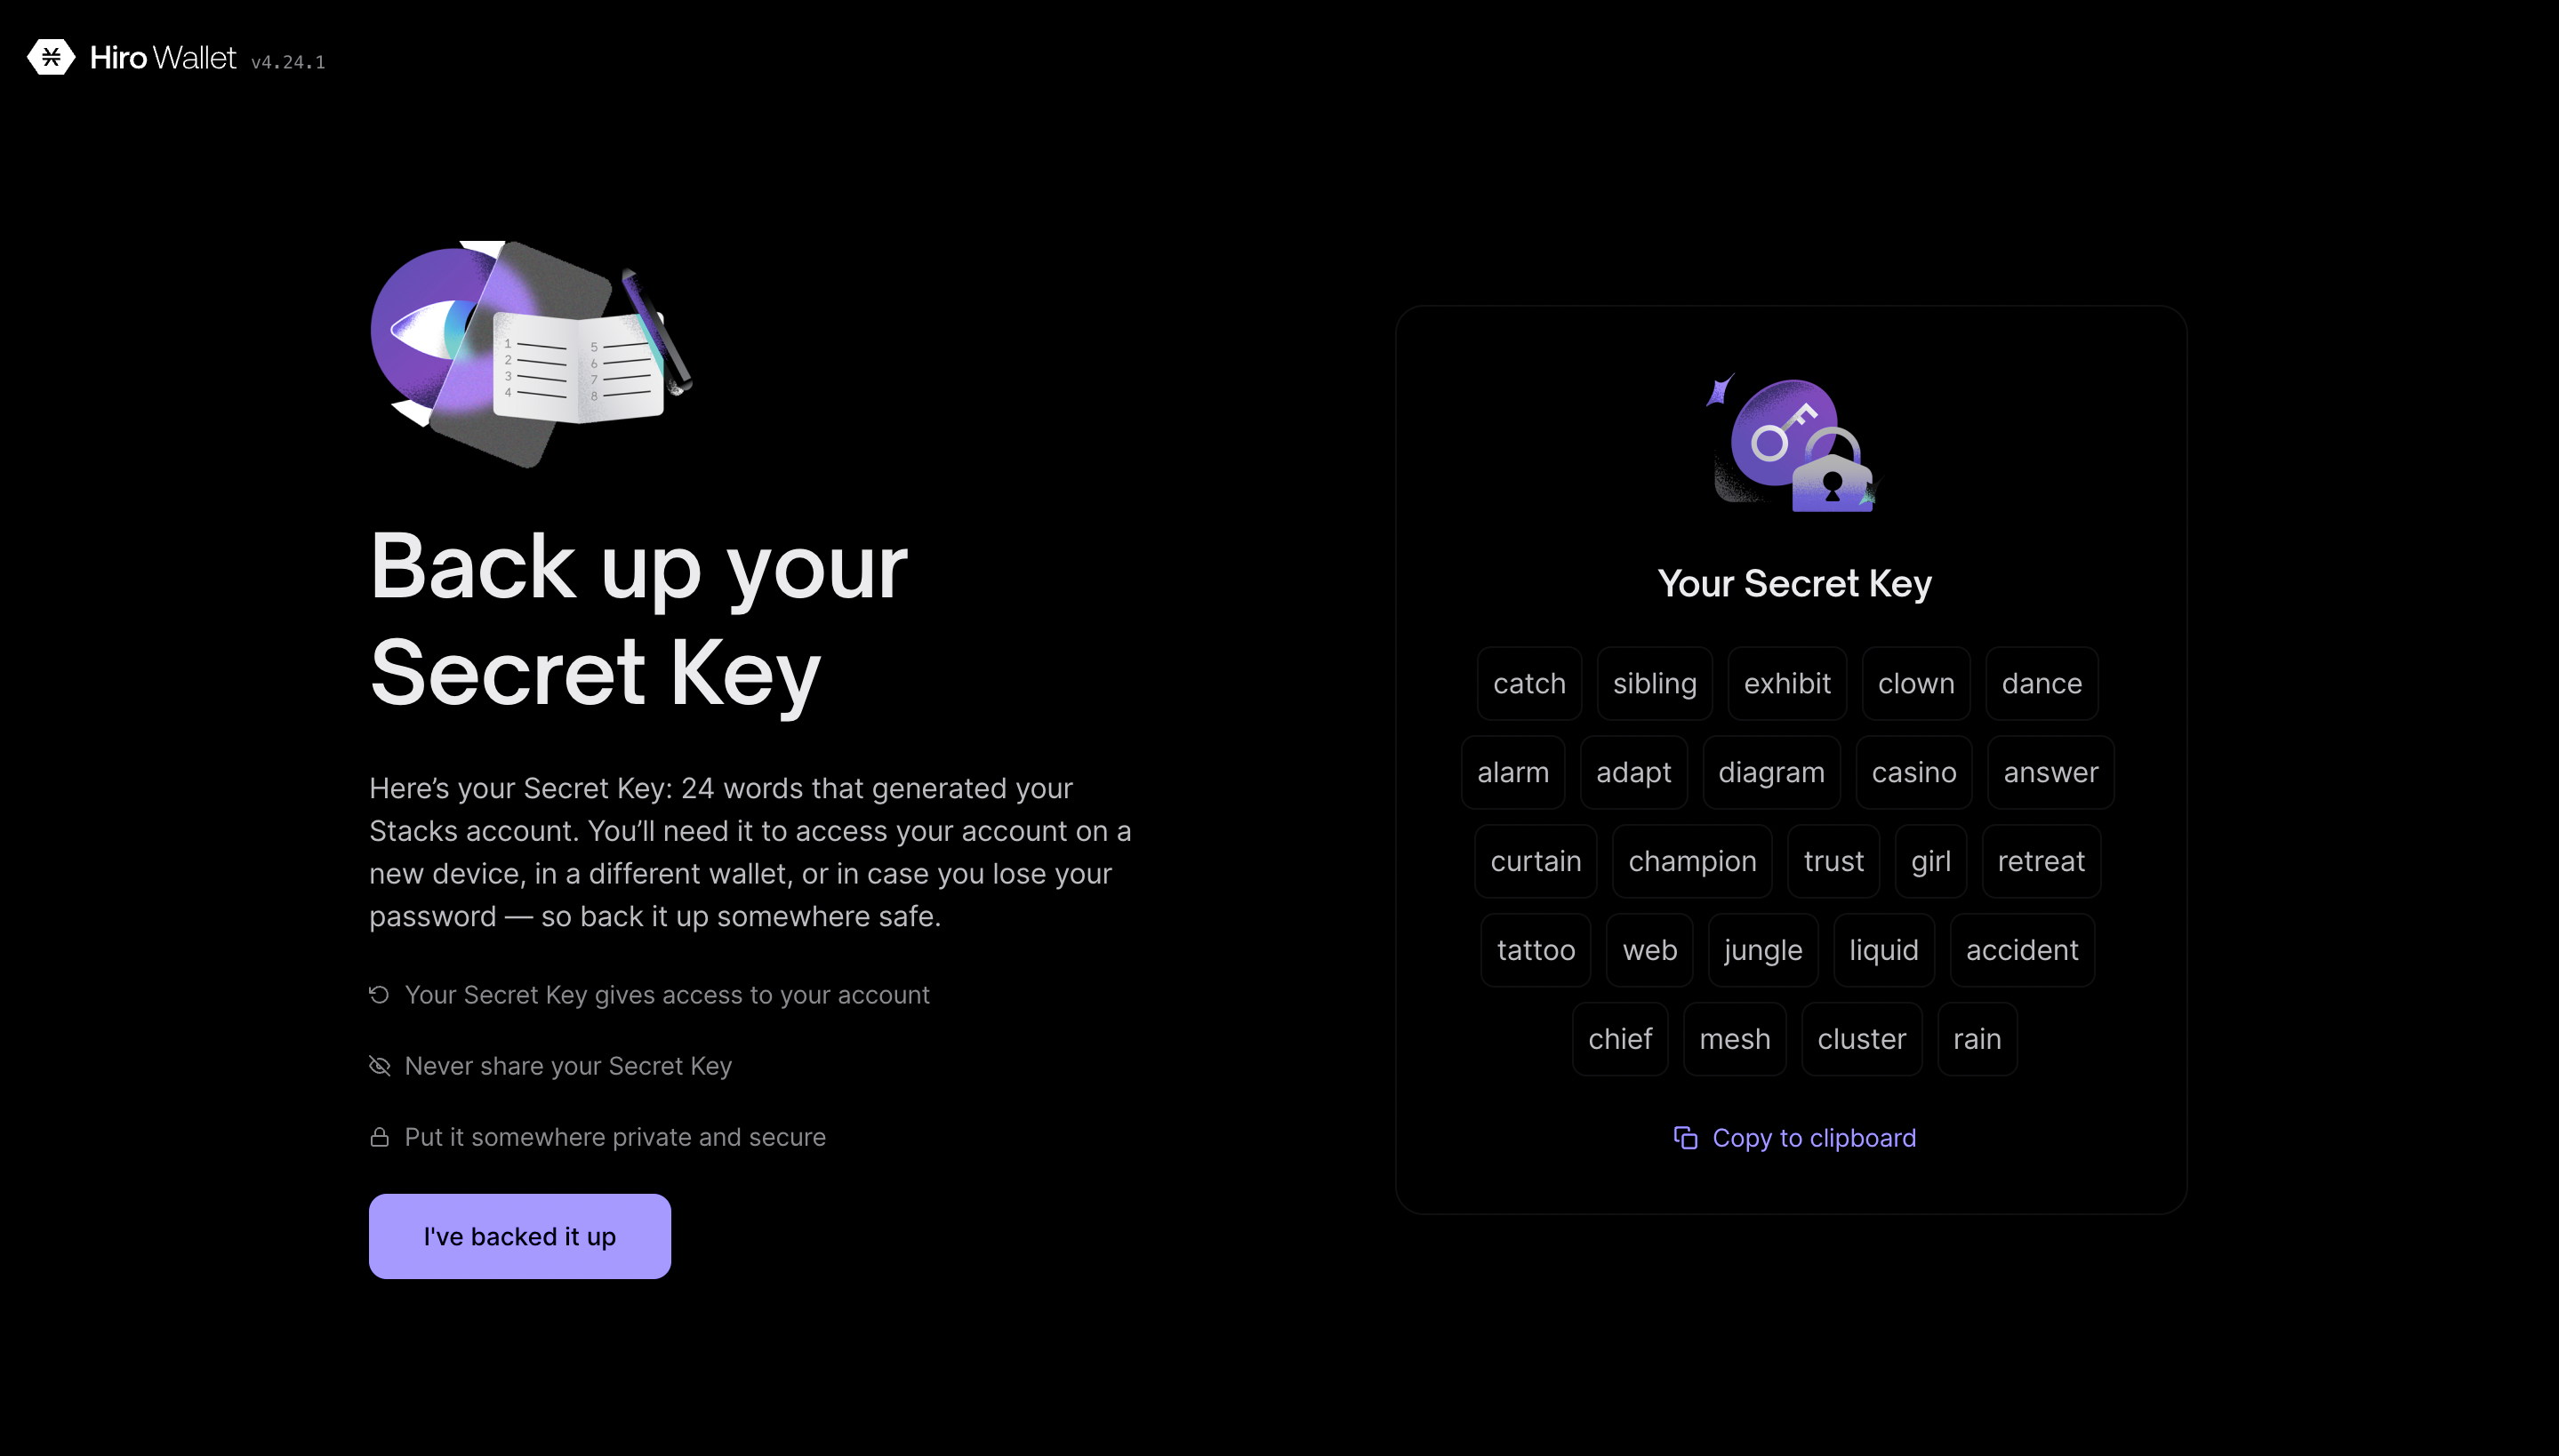 Hiro Wallet v4.24.1
1
2
3
4
5
6
7
8
Back up your
Secret Key
Here’s your Secret Key: 24 words that generated your
Stacks account. You’ll need it to access your account on a
new device, in a different wallet, or in case you lose your
password — so back it up somewhere safe.
Your Secret Key gives access to your account
Never share your Secret Key
Put it somewhere private and secure
I've backed it up
Your Secret Key
catch sibling exhibit clown dance
alarm adapt diagram casino answer
curtain champion trust girl retreat
tattoo web jungle liquid accident
chief mesh cluster rain
Copy to clipboard